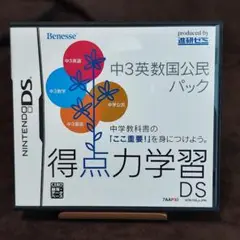 Benesse
produced by
進研ゼミ
中3英数国公民
パック
中3英語
中3数学
中学公民
中3国語
中学教科書の
「ここ重要!」を身につけよう。
得点力学習
DS
NINTENDO DS